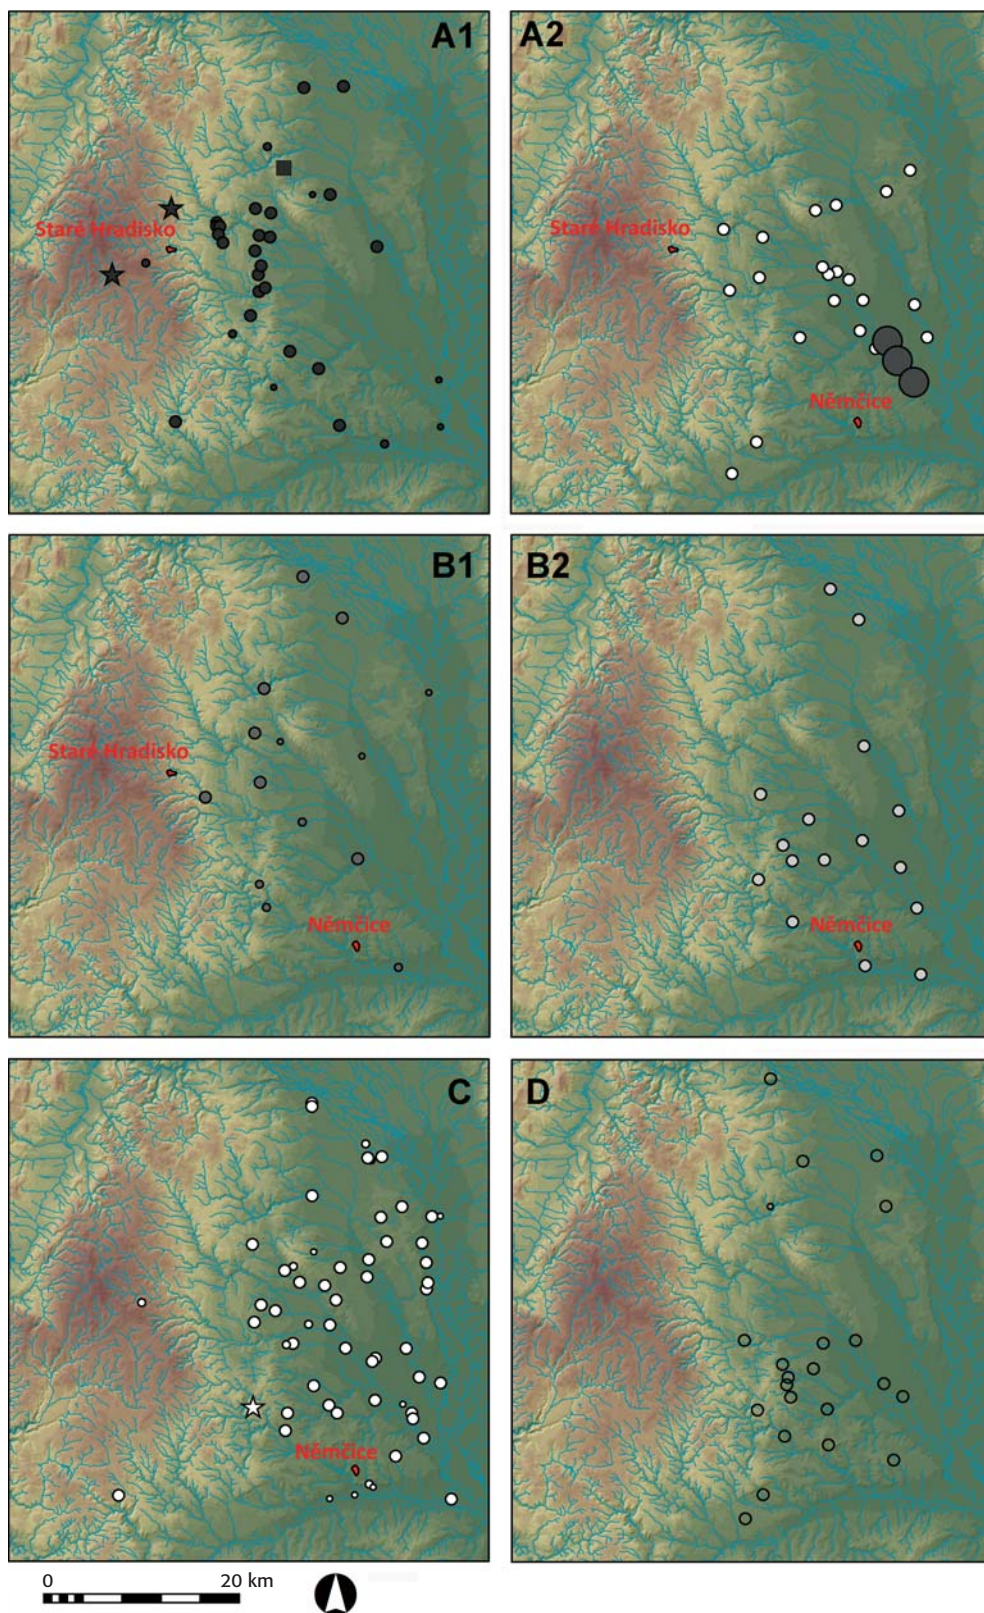 A1
Staré Hradisko
A2
Staré Hradisko
Němčice
B1
Staré Hradisko
Němčice
B2
Němčice
C
Němčice
D
0 20 km